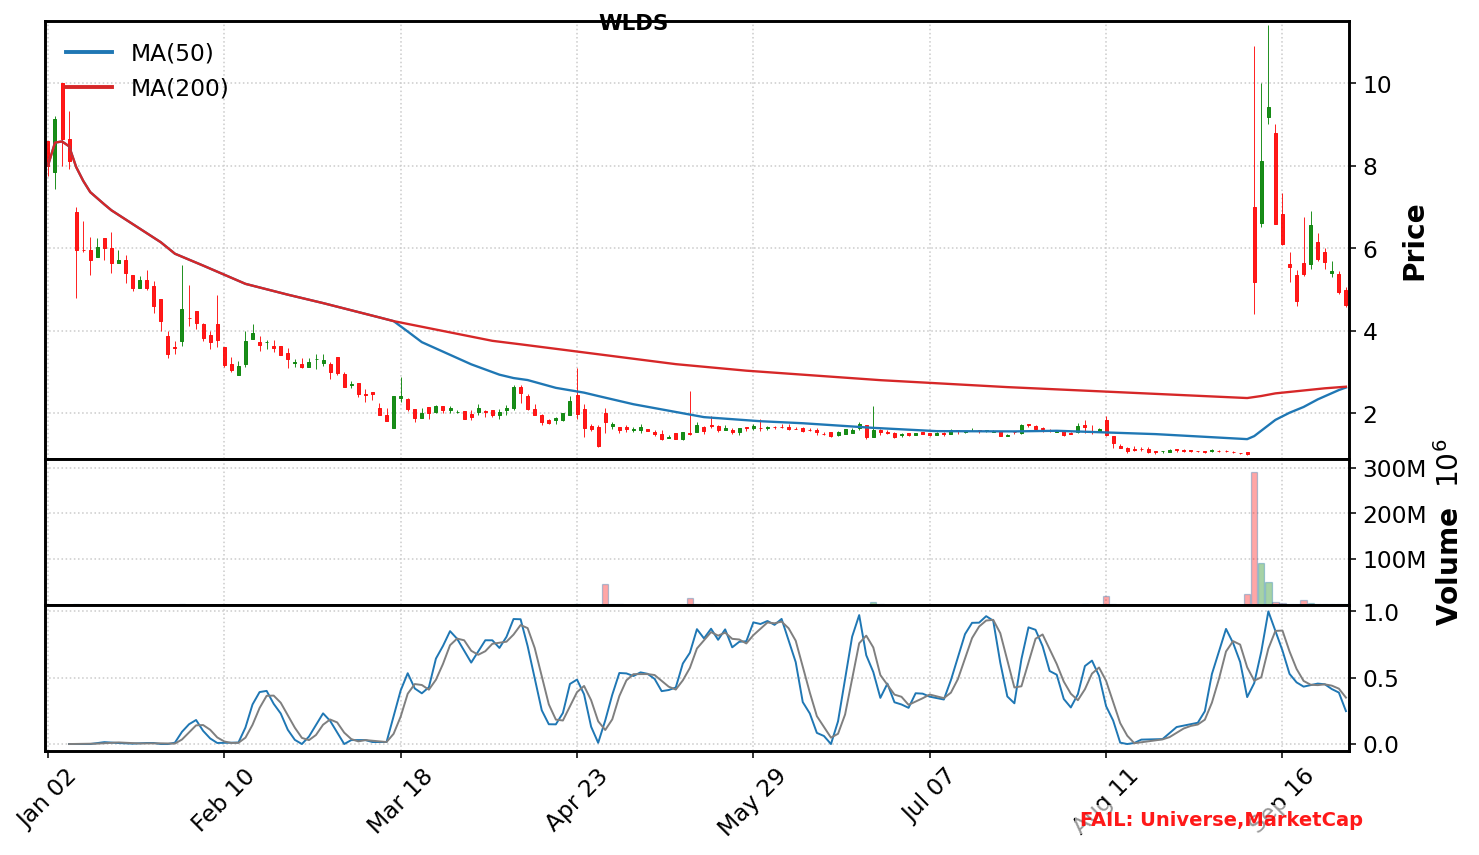 WLDS
MA(50)
MA(200)
10
8
6
4
2
Price
300M
200M
100M
Volume 10^6
1.0
0.5
0.0
Jan 02
Feb 10
Mar 18
Apr 23
May 29
Jul 07
Aug 11
Sep 16
FAIL: Universe,MarketCap